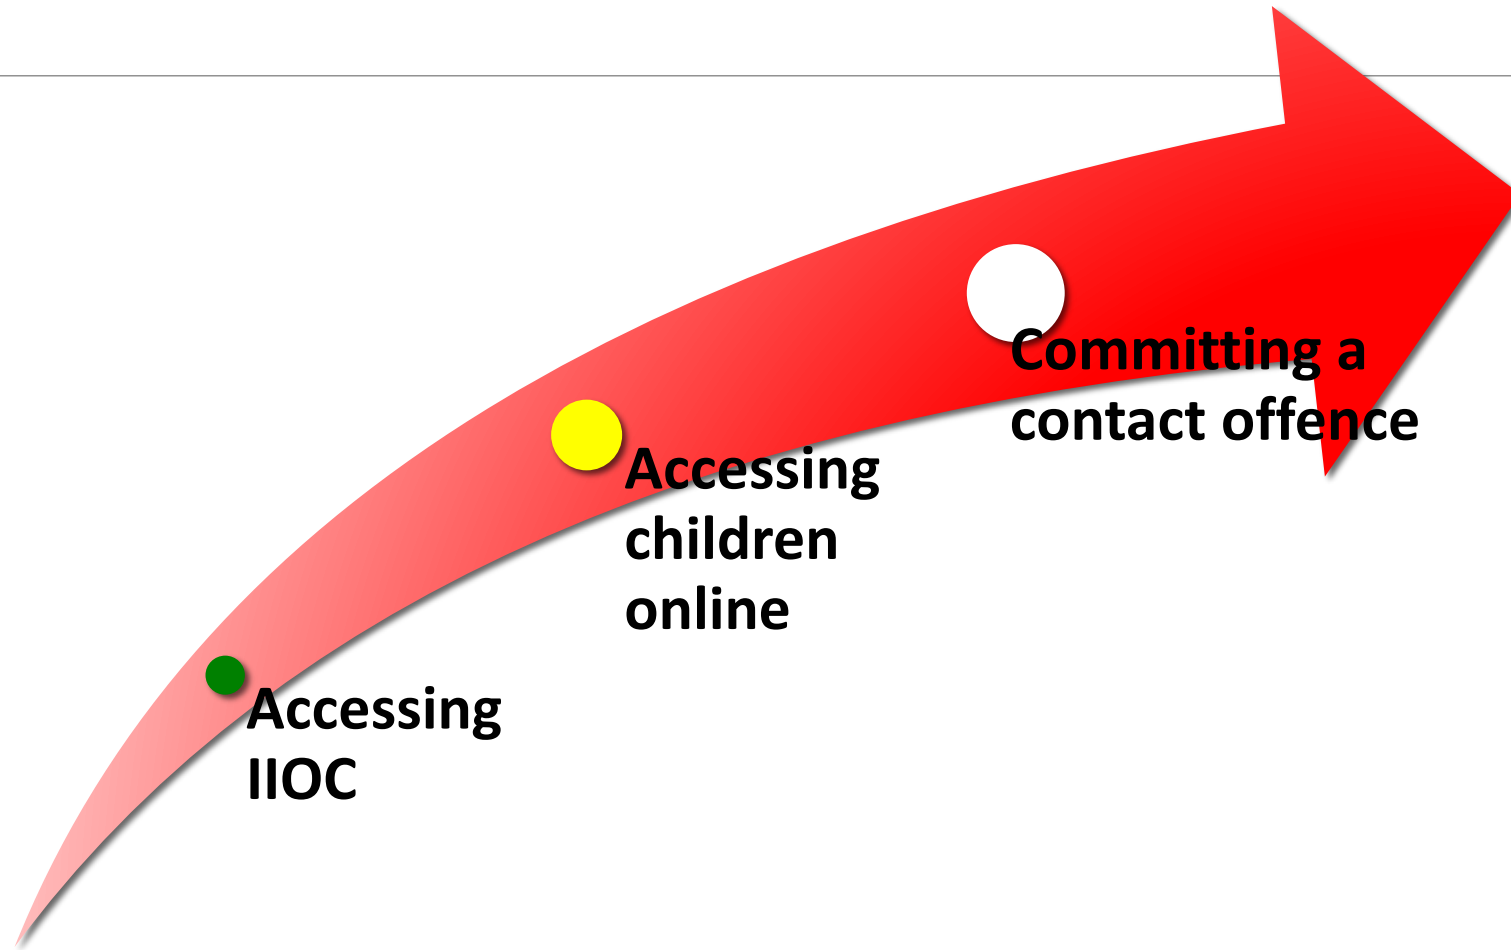 Committing a
contact offence
Accessing
children
online
Accessing
IIOC